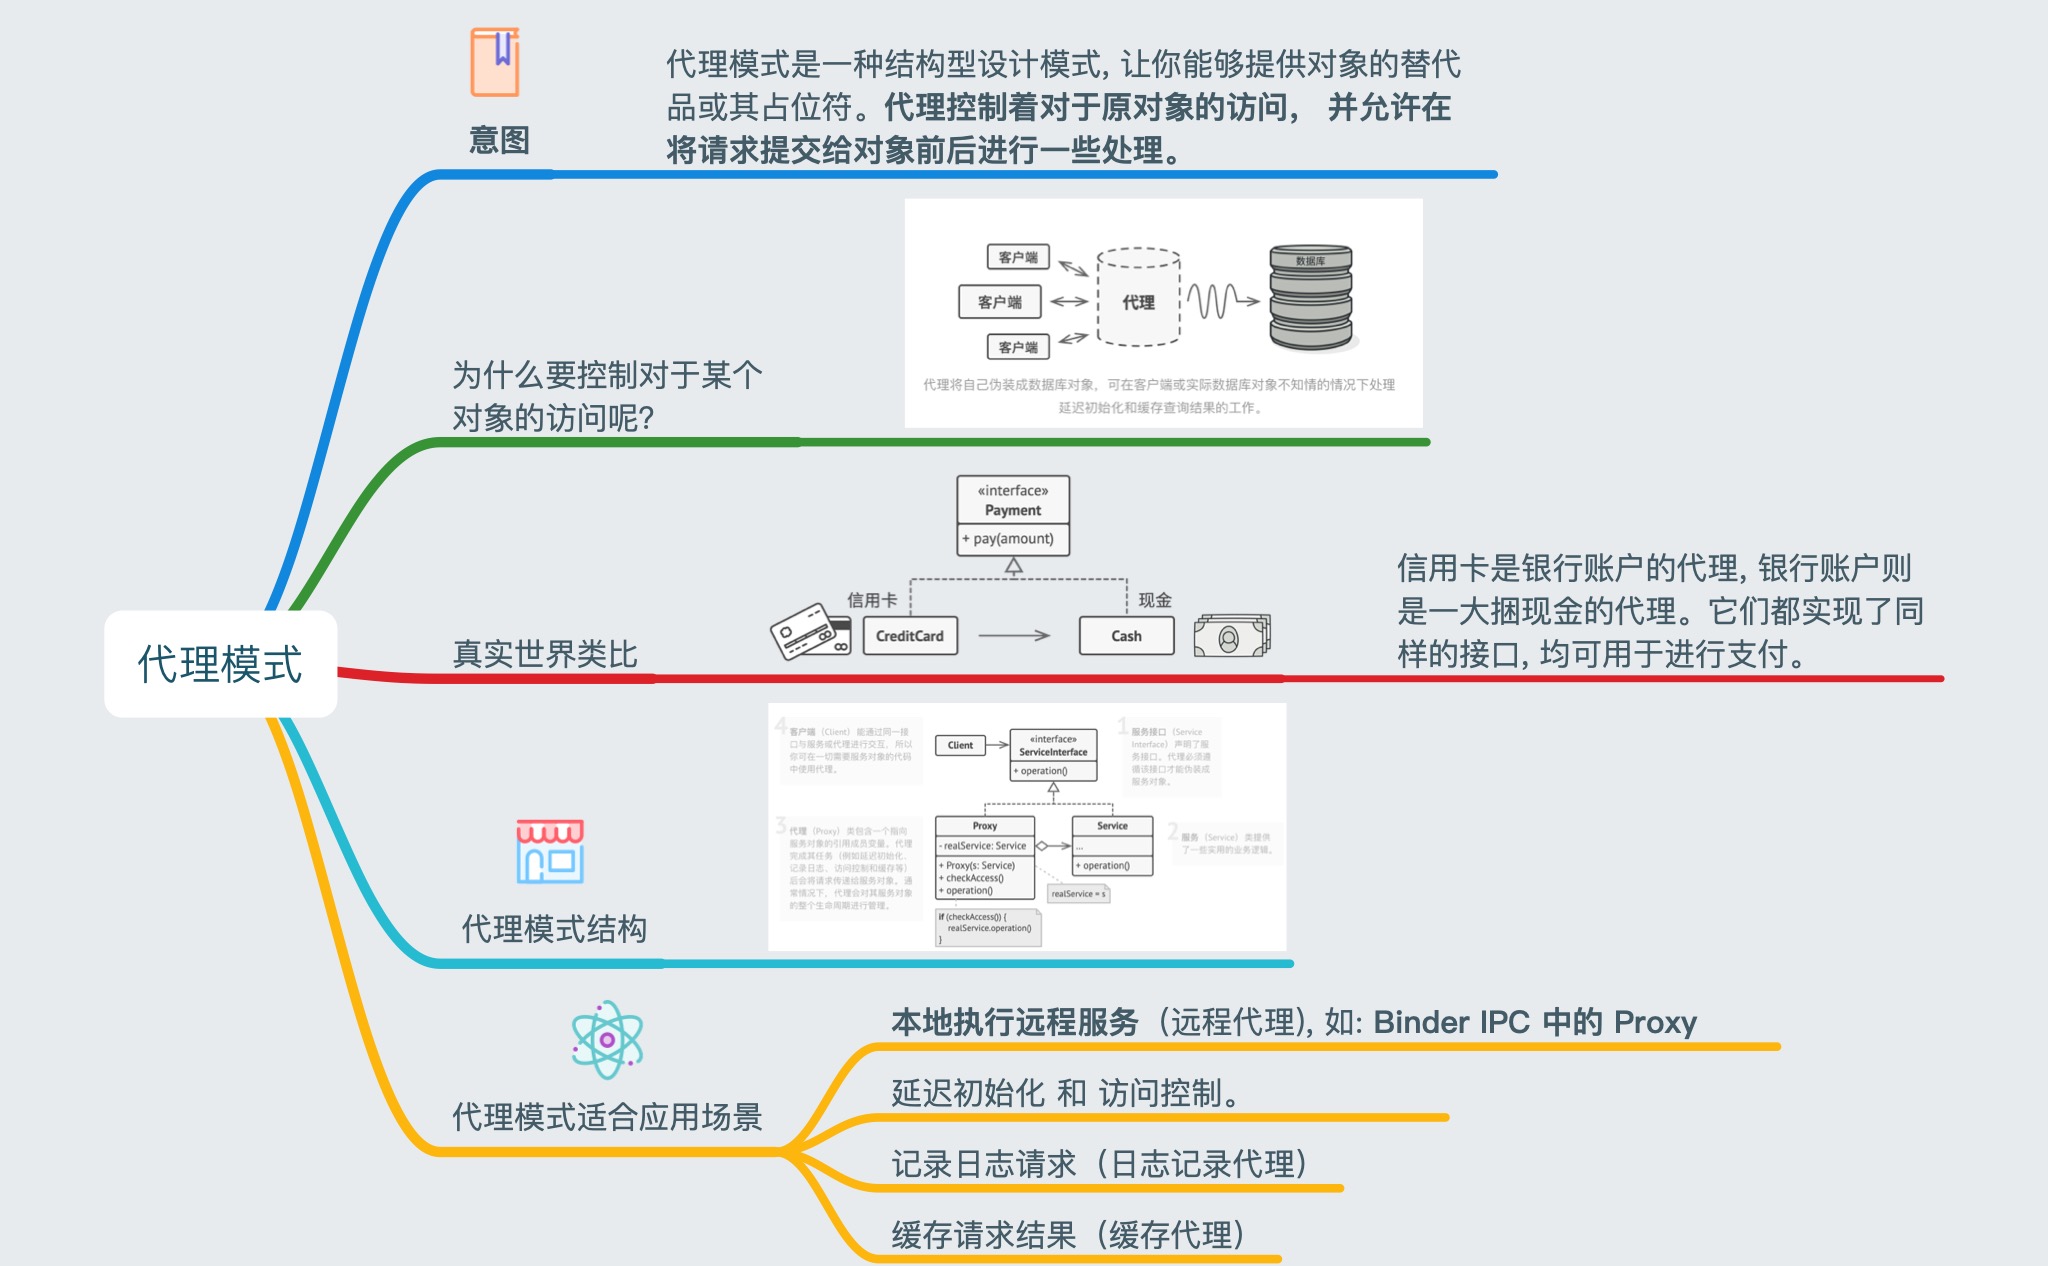 意图
代理模式是一种结构型设计模式, 让你能够提供对象的替代
品或其占位符。代理控制着对于原对象的访问， 并允许在
将请求提交给对象前后进行一些处理。
客户端
客户端
客户端
代理
数据库
代理将自己伪装成数据库对象，可在客户端或实际数据库对象不知情的情况下处理
延迟初始化和缓存查询结果的工作。
为什么要控制对于某个
对象的访问呢?
«interface»
Payment
+ pay(amount)
信用卡
现金
CreditCard
Cash
信用卡是银行账户的代理, 银行账户则
是一大捆现金的代理。它们都实现了同
样的接口, 均可用于进行支付。
真实世界类比
代理模式
4
客户端（Client）能通过同一接
口与服务或代理进行交互，所以
你可在一切需要服务对象的代码
中使用代理。
Client
«interface»
ServiceInterface
+ operation()
1
服务接口（Service
Interface）声明了服
务接口。代理必须遵
循该接口才能伪装成
服务对象。
3
代理（Proxy）类包含一个指向
服务对象的引用成员变量。代理
完成其任务（例如延迟初始化、
记录日志、访问控制和缓存等）
后会将请求传递给服务对象。通
常情况下，代理会对其服务对象
的整个生命周期进行管理。
Proxy
- realService: Service
+ Proxy(s: Service)
+ checkAccess()
+ operation()
Service
...
+ operation()
2
服务（Service）类提供
了一些实用的业务逻辑。
realService = s
if (checkAccess()) {
realService.operation()
}
代理模式结构
代理模式适合应用场景
本地执行远程服务（远程代理), 如: Binder IPC 中的 Proxy
延迟初始化 和 访问控制。
记录日志请求（日志记录代理）
缓存请求结果（缓存代理）